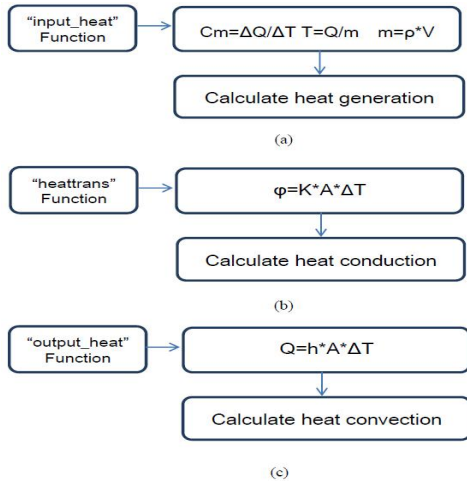 “input_heat”
Function
Cm=ΔQ/ΔT T=Q/m m=ρ*V
Calculate heat generation
(a)
“heattrans”
Function
φ=K*A*ΔT
Calculate heat conduction
(b)
“output_heat”
Function
Q=h*A*ΔT
Calculate heat convection
(c)